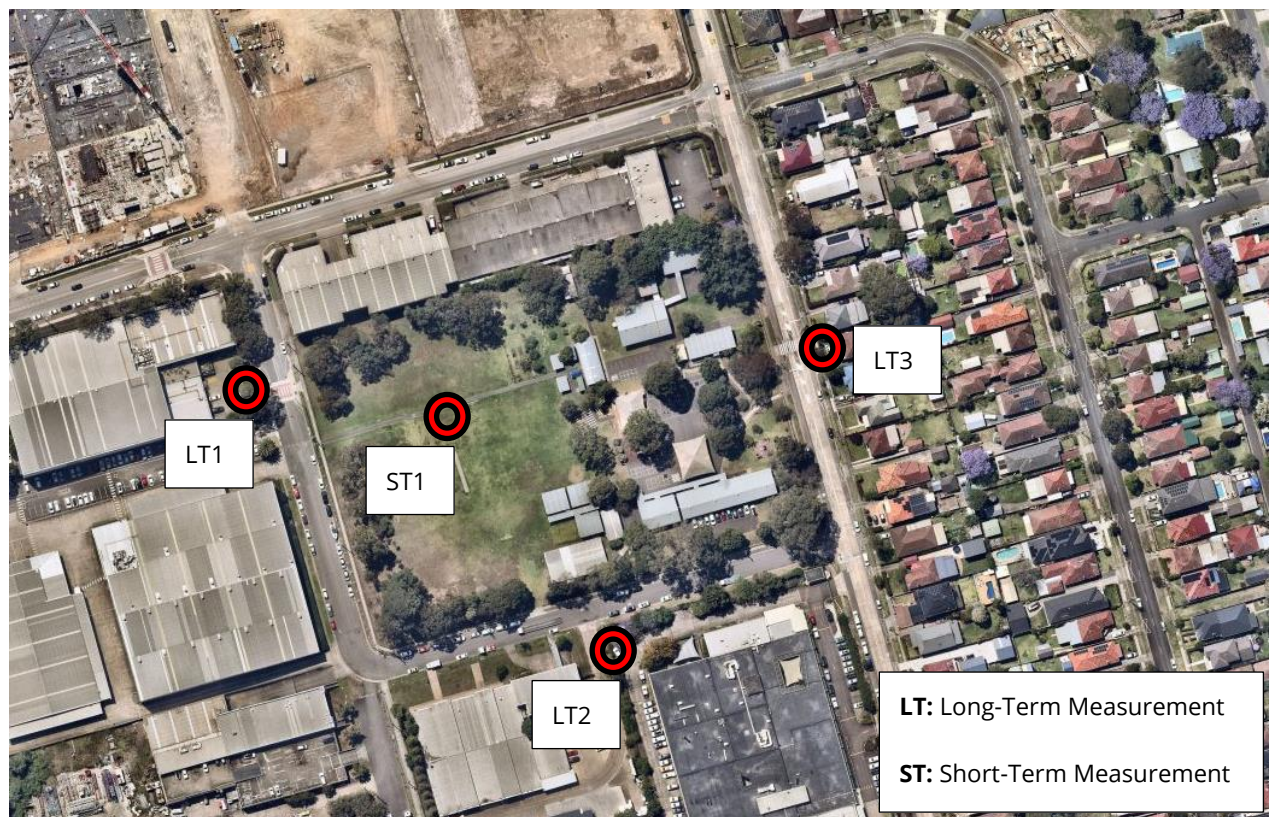 LT3
LT1
ST1
LT2
LT: Long-Term Measurement
ST: Short-Term Measurement